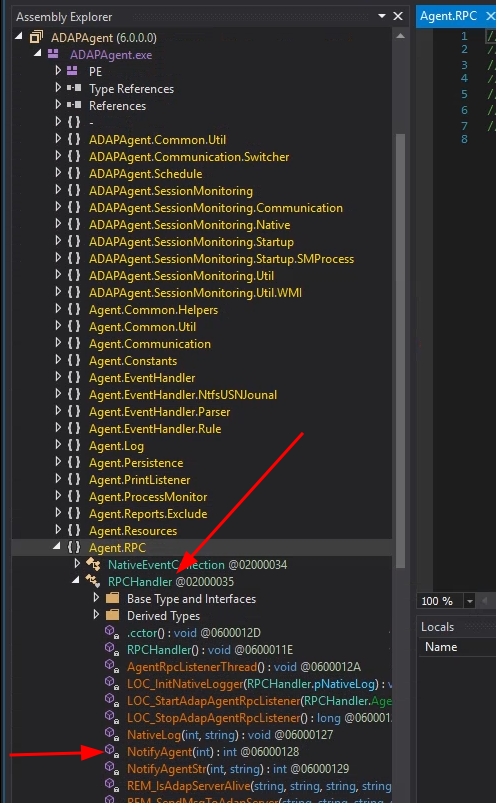 Assembly Explorer
ADAPAgent (6.0.0.0)
ADAPAgent.exe
PE
Type References
References
{ } -
{ } ADAPAgent.Common.Util
{ } ADAPAgent.Communication.Switcher
{ } ADAPAgent.Schedule
{ } ADAPAgent.SessionMonitoring
{ } ADAPAgent.SessionMonitoring.Communication
{ } ADAPAgent.SessionMonitoring.Native
{ } ADAPAgent.SessionMonitoring.Startup
{ } ADAPAgent.SessionMonitoring.Startup.SMProcess
{ } ADAPAgent.SessionMonitoring.Util
{ } ADAPAgent.SessionMonitoring.Util.WMI
{ } Agent.Common.Helpers
{ } Agent.Common.Util
{ } Agent.Communication
{ } Agent.Constants
{ } Agent.EventHandler
{ } Agent.EventHandler.NtfsUSNJounal
{ } Agent.EventHandler.Parser
{ } Agent.EventHandler.Rule
{ } Agent.Log
{ } Agent.Persistence
{ } Agent.PrintListener
{ } Agent.ProcessMonitor
{ } Agent.Reports.Exclude
{ } Agent.Resources
{ } Agent.RPC
NativeEventCollection @02000034
RPCHandler @02000035
Base Type and Interfaces
Derived Types
.cctor() : void @0600012D
RPCHandler() : void @0600011E
AgentRpcListenerThread() : void @0600012A
LOC_InitNativeLogger(RPCHandler.pNativeLog) : v
LOC_StartAdapAgentRpcListener(RPCHandler.Age
LOC_StopAdapAgentRpcListener() : long @060001
NativeLog(int, string) : void @06000127
NotifyAgent(int) : int @06000128
NotifyAgentStr(int, string) : int @06000129
REM_IsAdapServerAlive(string, string, string, string
REM_SendMsgToAdapServer(string, string, string,
Agent.RPC
1 //
2 //
3 //
4 //
5 //
6 //
7 //
8
100 %
Locals
Name